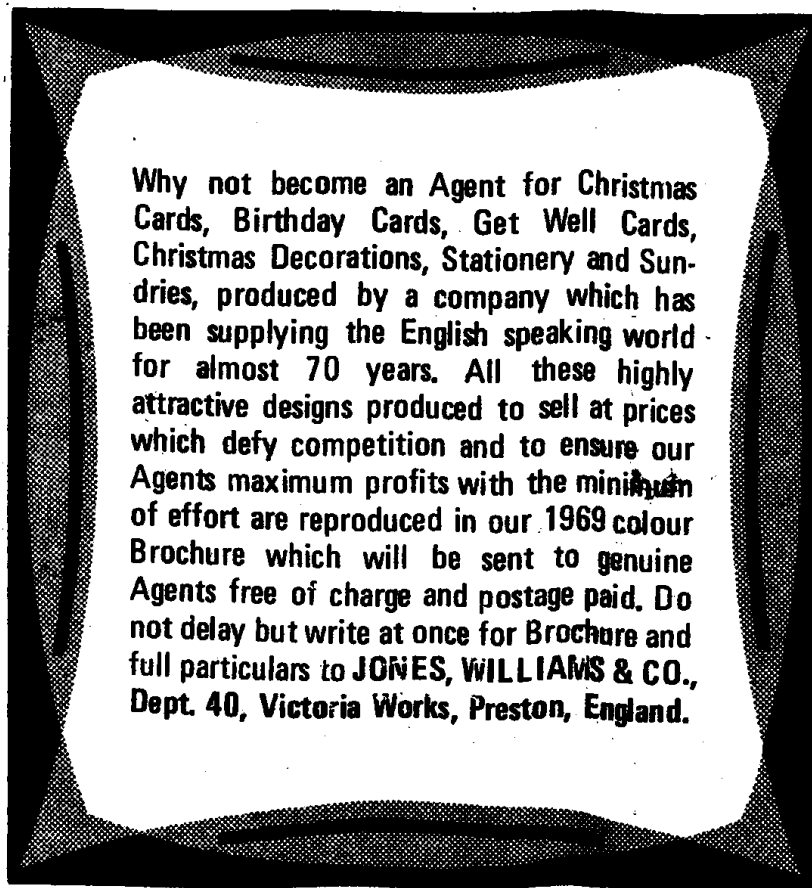 Why not become an Agent for Christmas
Cards, Birthday Cards, Get Well Cards,
Christmas Decorations, Stationery and Sun-
dries, produced by a company which has
been supplying the English speaking world
for almost 70 years. All these highly
attractive designs produced to sell at prices
which defy competition and to ensure our
Agents maximum profits with the minimum
of effort are reproduced in our 1969 colour
Brochure which will be sent to genuine
Agents free of charge and postage paid. Do
not delay but write at once for Brochure and
full particulars to JONES, WILLIAMS & CO.,
Dept. 40, Victoria Works, Preston, England.